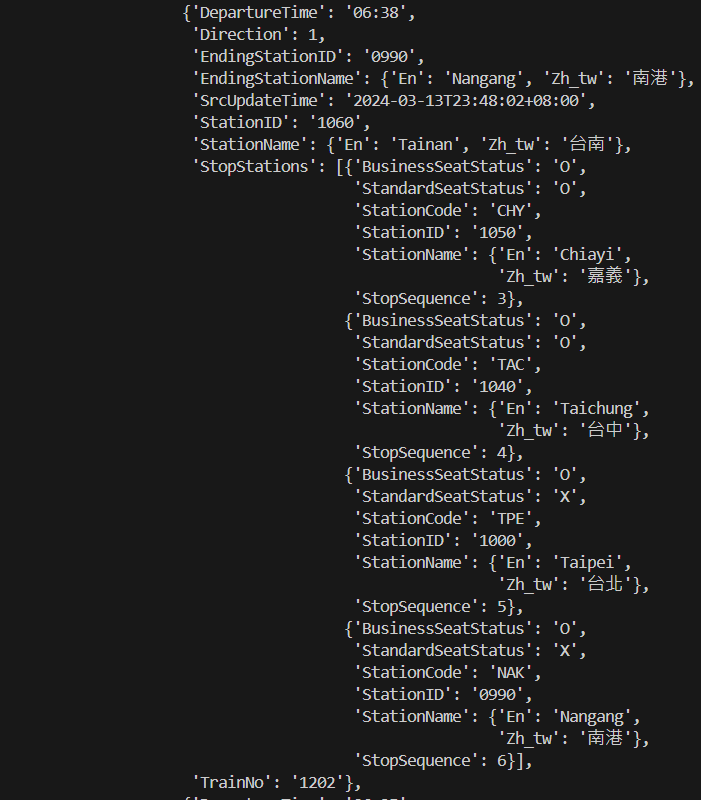 {'DepartureTime': '06:38',
'Direction': 1,
'EndingStationID': '0990',
'EndingStationName': {'En': 'Nangang', 'Zh_tw': '南港'},
'SrcUpdateTime': '2024-03-13T23:48:02+08:00',
'StationID': '1060',
'StationName': {'En': 'Tainan', 'Zh_tw': '台南'},
'StopStations': [{'BusinessSeatStatus': 'O',
'StandardSeatStatus': 'O',
'StationCode': 'CHY',
'StationID': '1050',
'StationName': {'En': 'Chiayi',
'Zh_tw': '嘉義'},
'StopSequence': 3},
{'BusinessSeatStatus': 'O',
'StandardSeatStatus': 'O',
'StationCode': 'TAC',
'StationID': '1040',
'StationName': {'En': 'Taichung',
'Zh_tw': '台中'},
'StopSequence': 4},
{'BusinessSeatStatus': 'O',
'StandardSeatStatus': 'X',
'StationCode': 'TPE',
'StationID': '1000',
'StationName': {'En': 'Taipei',
'Zh_tw': '台北'},
'StopSequence': 5},
{'BusinessSeatStatus': 'O',
'StandardSeatStatus': 'X',
'StationCode': 'NAK',
'StationID': '0990',
'StationName': {'En': 'Nangang',
'Zh_tw': '南港'},
'StopSequence': 6}],
'TrainNo': '1202'},